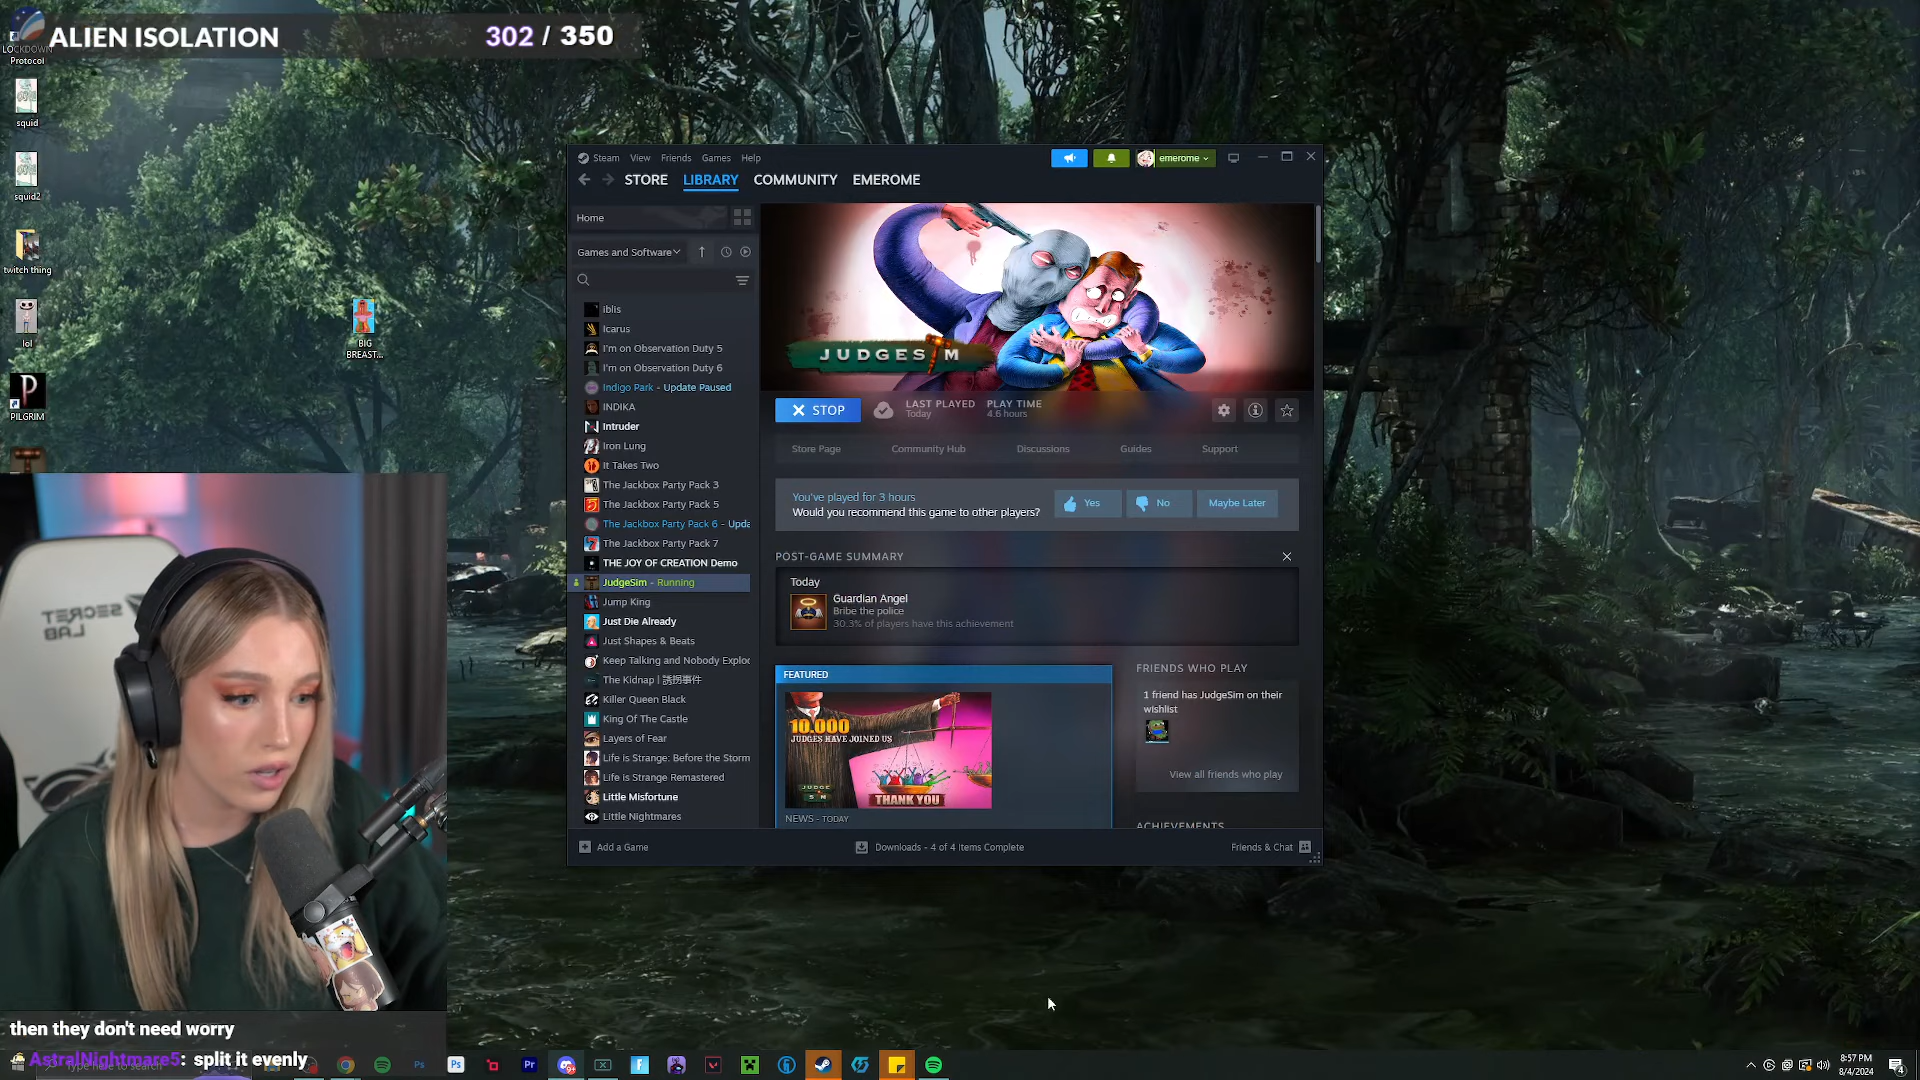 ALIEN ISOLATION
302 / 350
LOCKDOWN
Protocol
squid
squid2
twitch thing
lol
PILGRIM
BIG
BREAST...
Steam View Friends Games Help
emerome
STORE LIBRARY COMMUNITY EMEROME
Home
Games and Software
iblis
Icarus
I'm on Observation Duty 5
I'm on Observation Duty 6
Indigo Park - Update Paused
INDIKA
Intruder
Iron Lung
It Takes Two
The Jackbox Party Pack 3
The Jackbox Party Pack 5
The Jackbox Party Pack 6 - Upda
The Jackbox Party Pack 7
THE JOY OF CREATION Demo
JudgeSim - Running
Jump King
Just Die Already
Just Shapes & Beats
Keep Talking and Nobody Explod
The Kidnap | 誘拐事件
Killer Queen Black
King Of The Castle
Layers of Fear
Life is Strange: Before the Storm
Life is Strange Remastered
Little Misfortune
Little Nightmares
JUDGESIM
STOP
LAST PLAYED
Today
PLAY TIME
4.6 hours
Store Page Community Hub Discussions Guides Support
You've played for 3 hours
Would you recommend this game to other players?
Yes No Maybe Later
POST-GAME SUMMARY
Today
Guardian Angel
Bribe the police
30.3% of players have this achievement
FEATURED
10.000
JUDGES HAVE JOINED US
JUDGE
SIM
THANK YOU
NEWS - TODAY
FRIENDS WHO PLAY
1 friend has JudgeSim on their
wishlist
View all friends who play
ACHIEVEMENTS
Add a Game
Downloads - 4 of 4 Items Complete
Friends & Chat
SECRET
LAB
then they don't need worry
AstralNightmare5: split it evenly
Type here to search
8:57 PM
8/4/2024